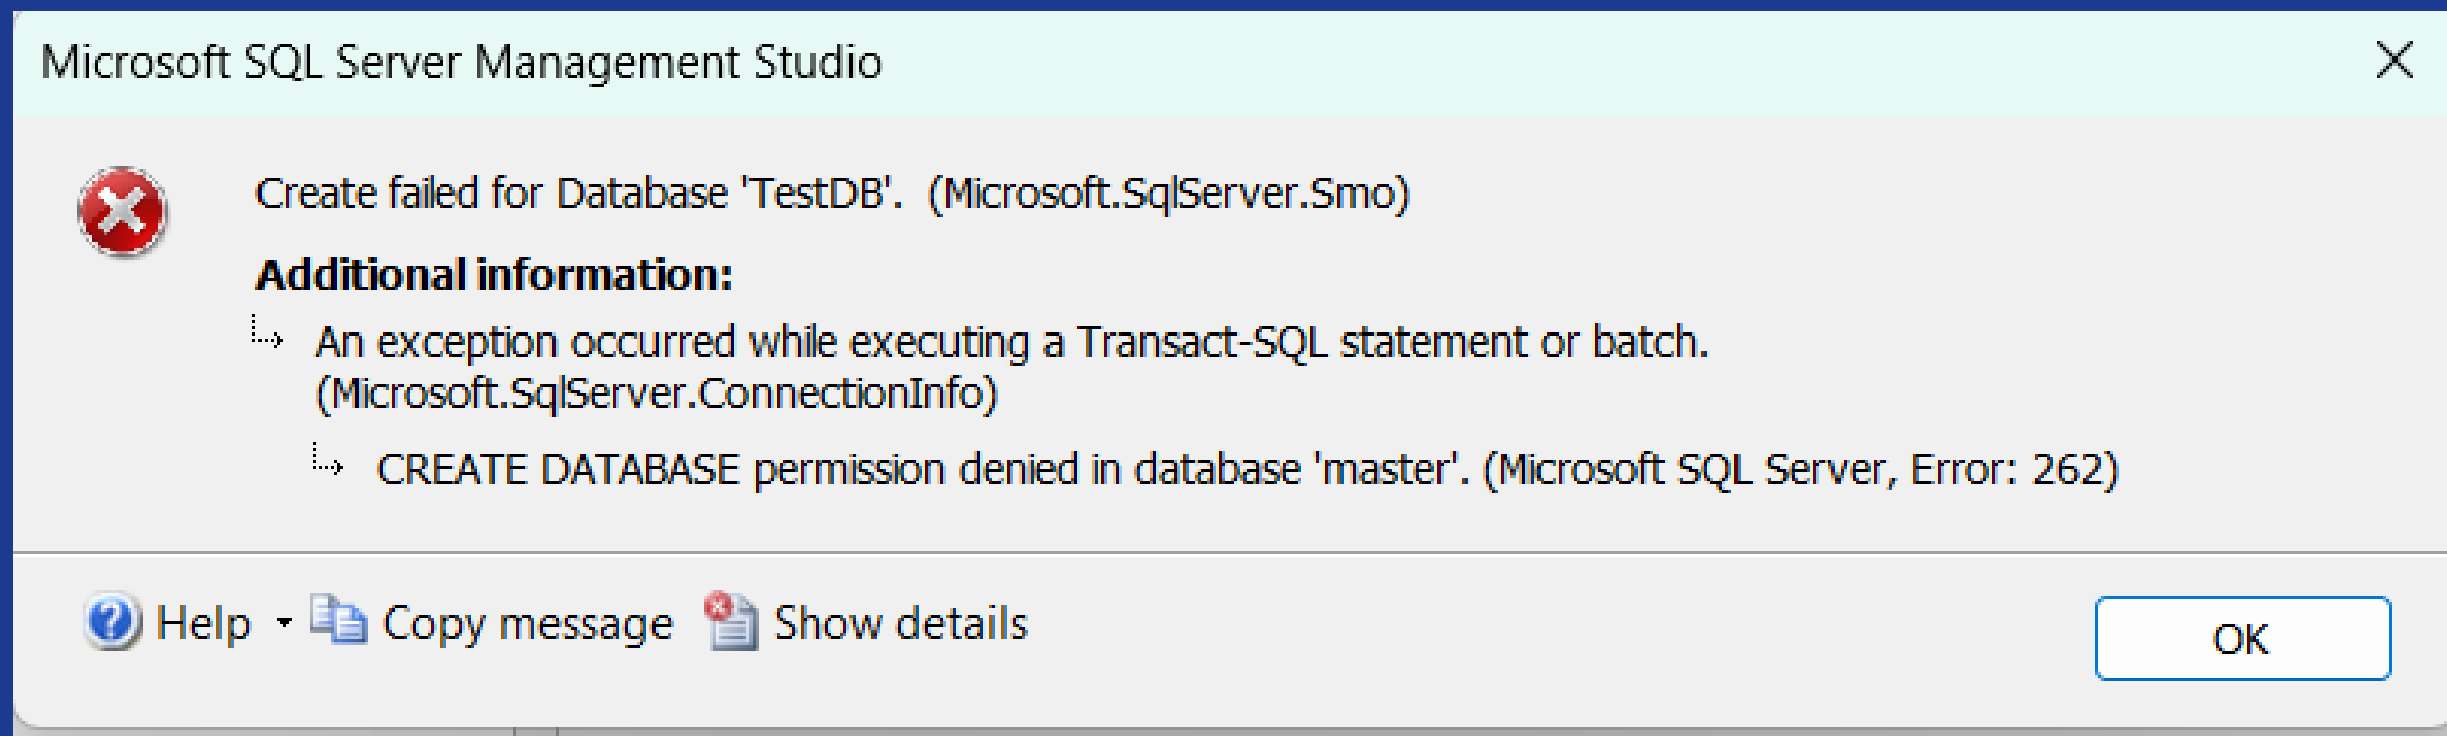 Microsoft SQL Server Management Studio
Create failed for Database 'TestDB'.  (Microsoft.SqlServer.Smo)
Additional information:
An exception occurred while executing a Transact-SQL statement or batch.
(Microsoft.SqlServer.ConnectionInfo)
CREATE DATABASE permission denied in database 'master'. (Microsoft SQL Server, Error: 262)
Help Copy message Show details
OK